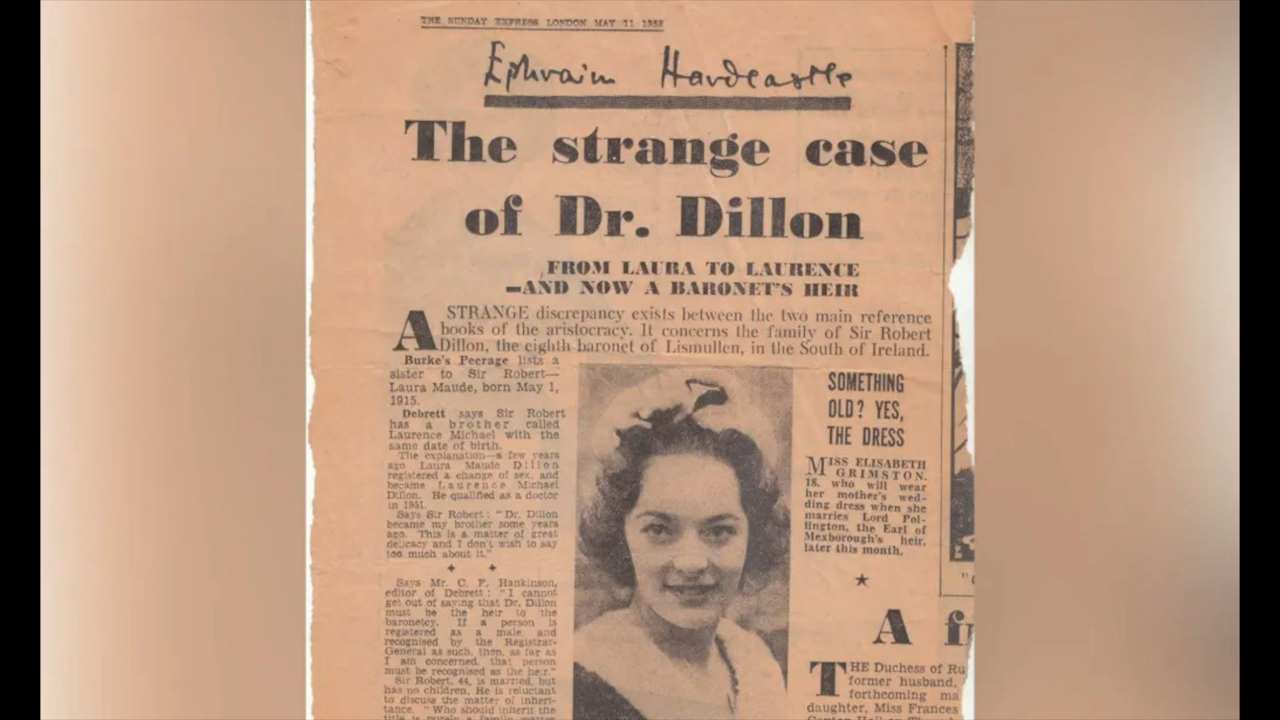 THE SUNDAY EXPRESS LONDON MAY 11 1958
Ephraim Hardcastle
The strange case
of Dr. Dillon
FROM LAURA TO LAURENCE
—AND NOW A BARONET'S HEIR
A STRANGE discrepancy exists between the two main reference
books of the aristocracy. It concerns the family of Sir Robert
Dillon, the eighth baronet of Lismullen, in the South of Ireland.
Burke's Peerage lists a
sister to Sir Robert—
Laura Maude, born May 1,
1915.
Debrett says Sir Robert
has a brother called
Laurence Michael with the
same date of birth.
The explanation—a few years
ago Laura Maude Dillon
registered a change of sex, and
became Laurence Michael
Dillon. He qualified as a doctor
in 1951.
Says Sir Robert: "Dr. Dillon
became my brother some years
ago. This is a matter of great
delicacy and I don't wish to say
too much about it."
Says Mr. C. F. Hankinson,
editor of Debrett: "I cannot
get out of saying that Dr. Dillon
must be the heir to the
baronetcy. If a person is
registered as a male, and
recognised by the Registrar-
General as such, then, as far as
I am concerned, that person
must be recognised as the heir."
Sir Robert, 44, is married, but
has no children. He is reluctant
to discuss the matter of inheri-
tance. "Who should inherit the
title is purely a family matter
SOMETHING
OLD? YES,
THE DRESS
MISS ELISABETH
GRIMSTON,
18, who will wear
her mother's wed-
ding dress when she
marries Lord Pol-
lington, the Earl of
Mexborough's heir,
later this month.
A fr
THE Duchess of Ru
former husband,
forthcoming ma
daughter, Miss Frances